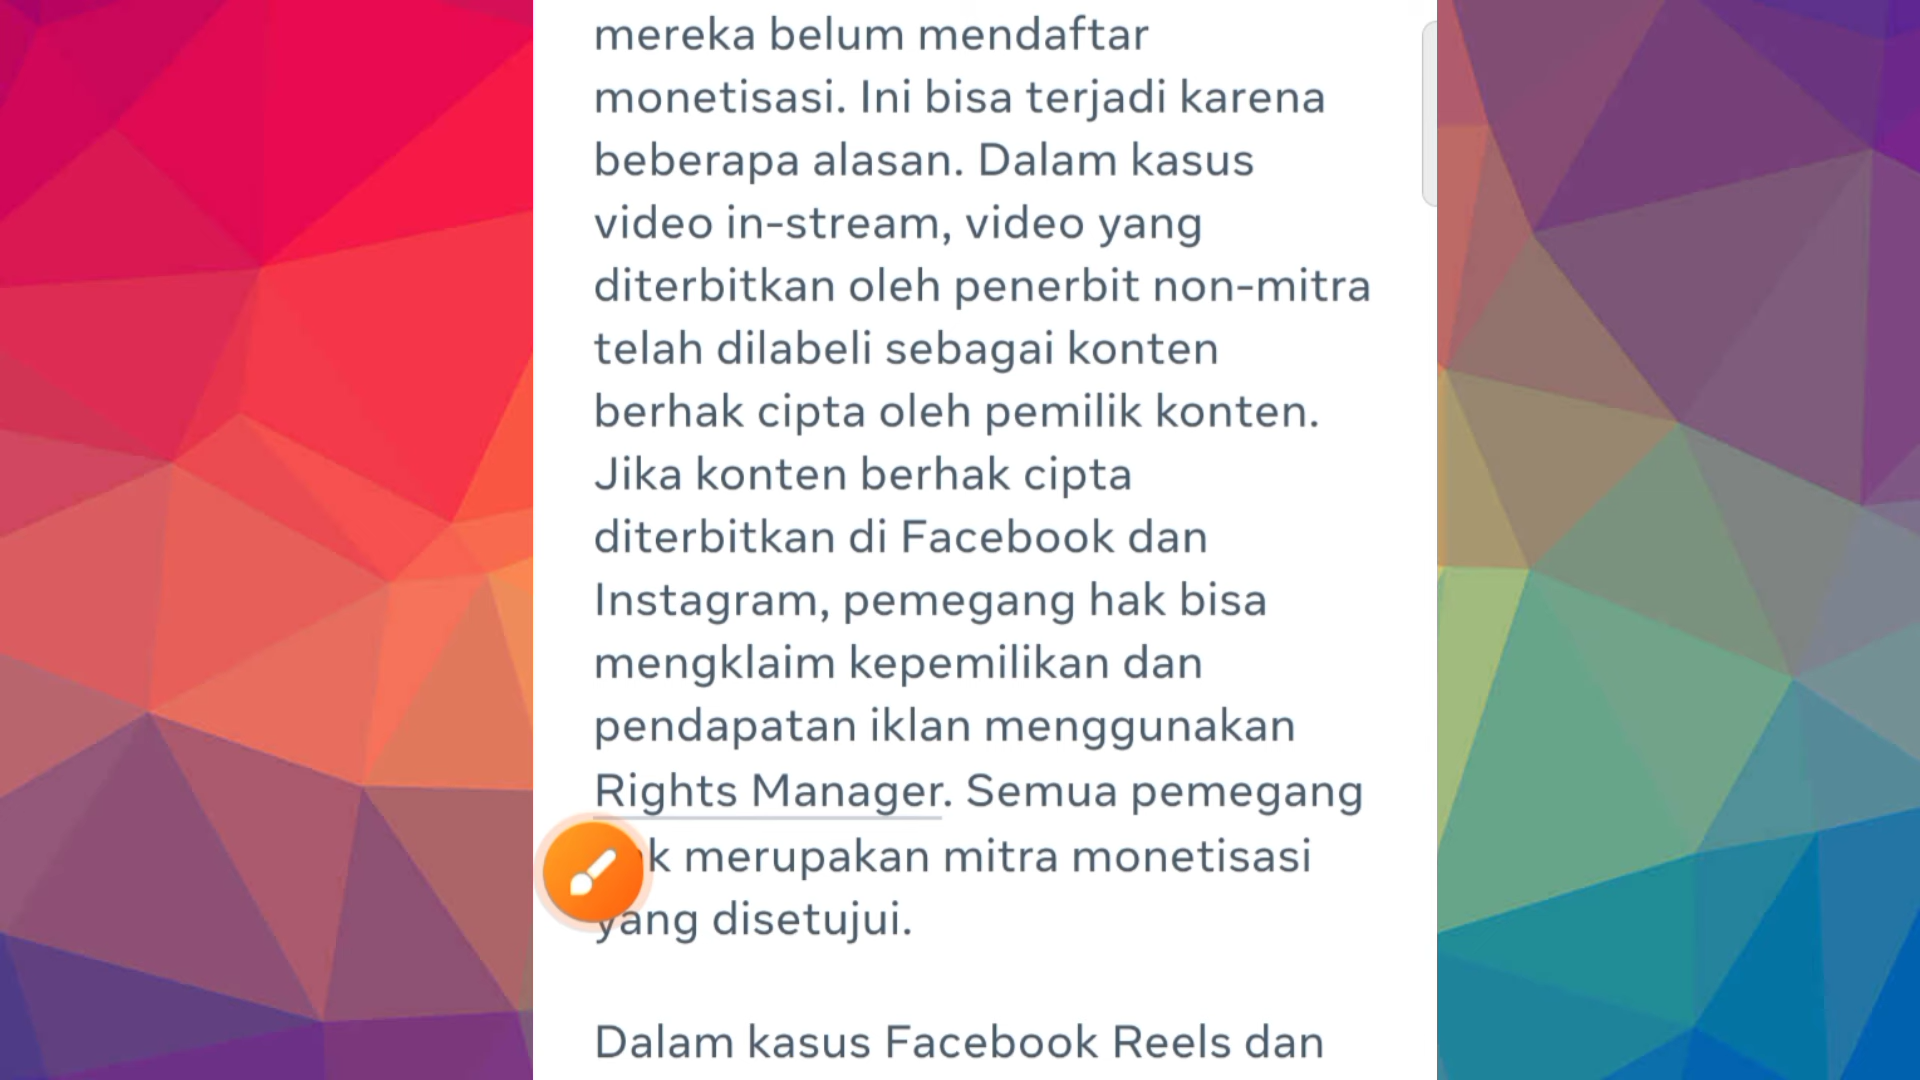 mereka belum mendaftar
monetisasi. Ini bisa terjadi karena
beberapa alasan. Dalam kasus
video in-stream, video yang
diterbitkan oleh penerbit non-mitra
telah dilabeli sebagai konten
berhak cipta oleh pemilik konten.
Jika konten berhak cipta
diterbitkan di Facebook dan
Instagram, pemegang hak bisa
mengklaim kepemilikan dan
pendapatan iklan menggunakan
Rights Manager. Semua pemegang
merupakan mitra monetisasi
yang disetujui.
Dalam kasus Facebook Reels dan